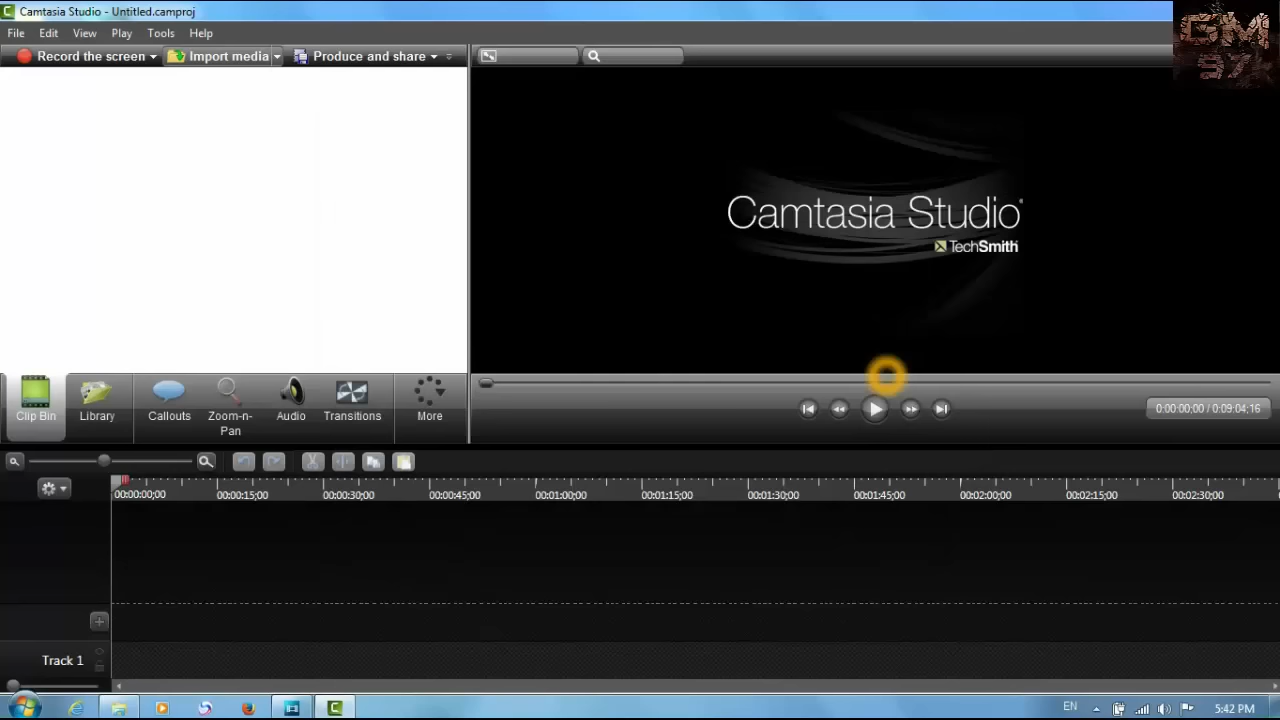 Camtasia Studio - Untitled.camproj
GM
97
File Edit View Play Tools Help
Record the screen Import media Produce and share
Camtasia Studio
TechSmith
Clip Bin Library Callouts Zoom-n-Pan Audio Transitions More
0:00:00;00 / 0:09:04;16
00:00:00;00 00:00:15;00 00:00:30;00 00:00:45;00 00:01:00;00 00:01:15;00 00:01:30;00 00:01:45;00 00:02:00;00 00:02:15;00 00:02:30;00
Track 1
EN 5:42 PM